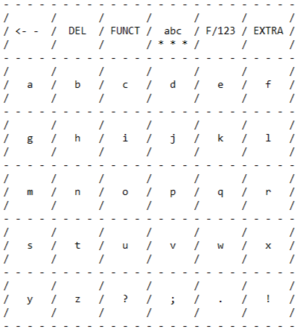 - - - - - - - - - - - - - - - - - - - - - - - - -
/ / / / / / /
/ <- - / DEL / FUNCT / abc / F/123 / EXTRA /
/ / / / * * * / / /
- - - - - - - - - - - - - - - - - - - - - - - - -
/ / / / / / /
/ a / b / c / d / e / f /
/ / / / / / /
- - - - - - - - - - - - - - - - - - - - - - - - -
/ / / / / / /
/ g / h / i / j / k / l /
/ / / / / / /
- - - - - - - - - - - - - - - - - - - - - - - - -
/ / / / / / /
/ m / n / o / p / q / r /
/ / / / / / /
- - - - - - - - - - - - - - - - - - - - - - - - -
/ / / / / / /
/ s / t / u / v / w / x /
/ / / / / / /
- - - - - - - - - - - - - - - - - - - - - - - - -
/ / / / / / /
/ y / z / ? / ; / . / ! /
/ / / / / / /
- - - - - - - - - - - - - - - - - - - - - - - - -